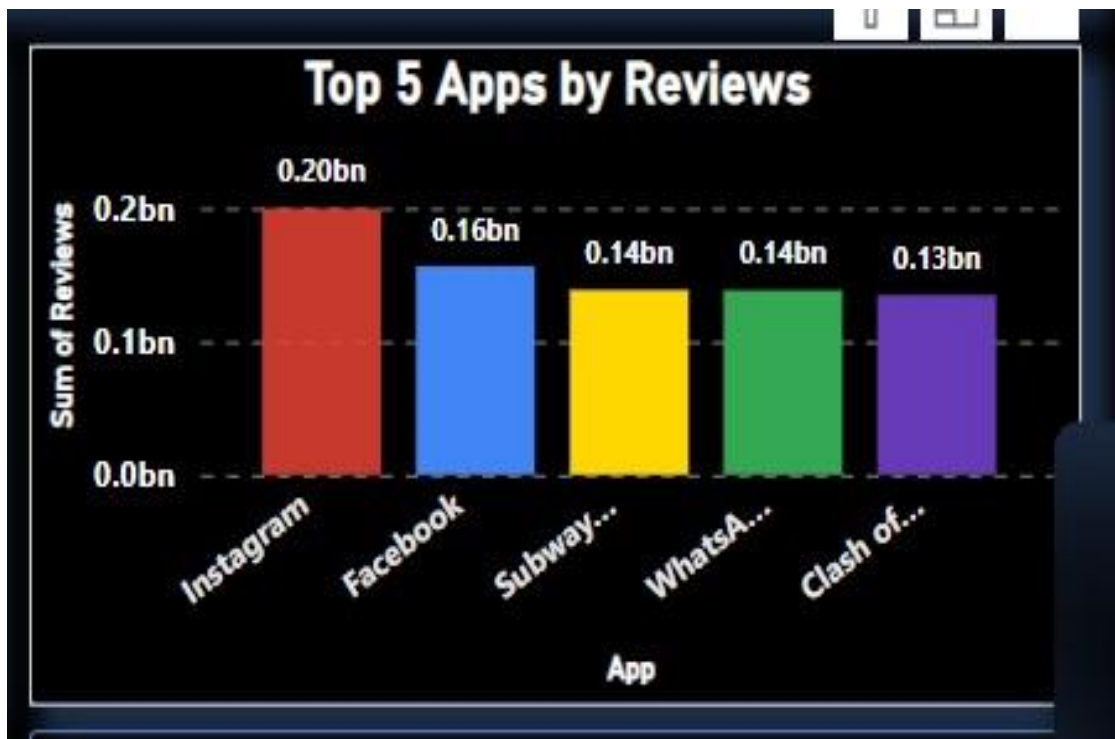 Top 5 Apps by Reviews
Sum of Reviews
0.2bn
0.1bn
0.0bn
0.20bn
0.16bn
0.14bn
0.14bn
0.13bn
Instagram
Facebook
Subway...
WhatsA...
Clash of...
App